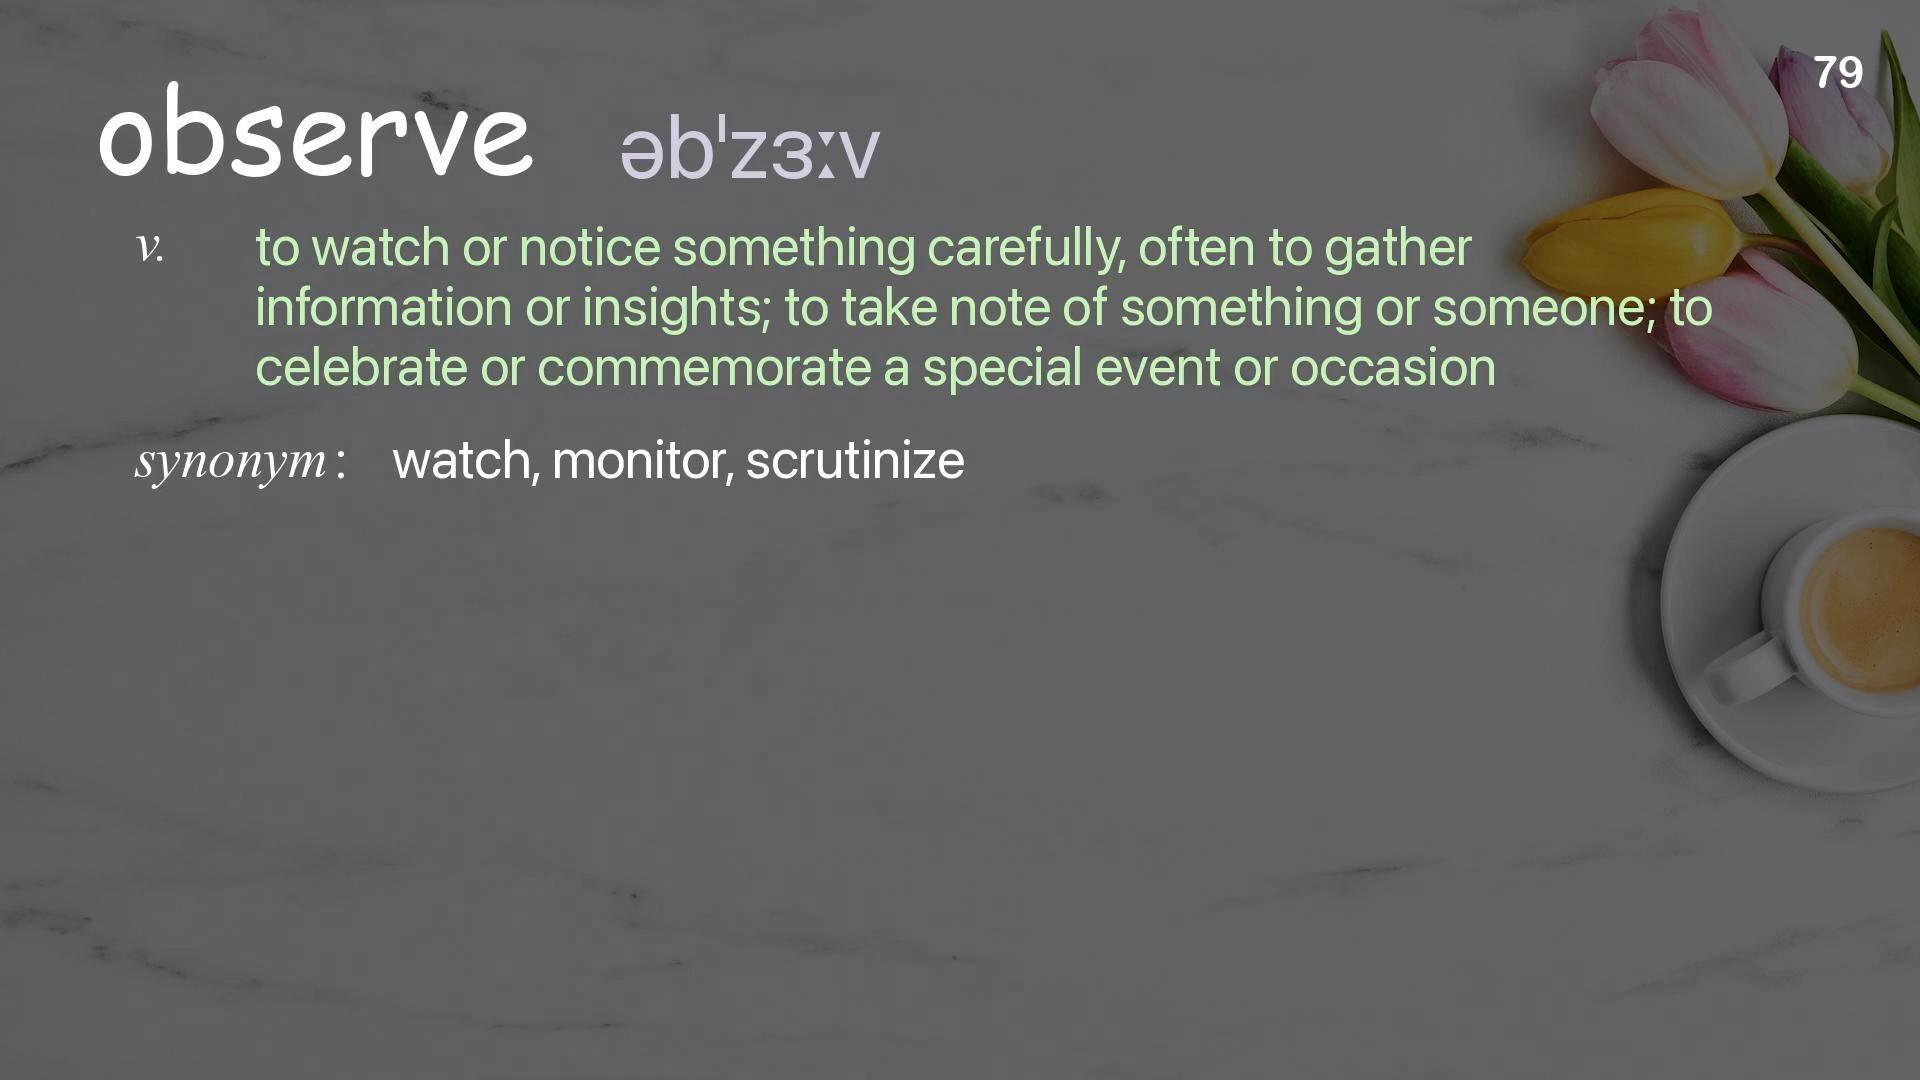 79
observe əbˈzɜːv
v. to watch or notice something carefully, often to gather
information or insights; to take note of something or someone; to
celebrate or commemorate a special event or occasion
synonym : watch, monitor, scrutinize